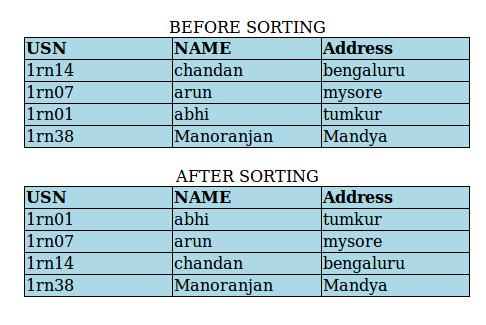 BEFORE SORTING
USN NAME Address
1rn14 chandan bengaluru
1rn07 arun mysore
1rn01 abhi tumkur
1rn38 Manoranjan Mandya
AFTER SORTING
USN NAME Address
1rn01 abhi tumkur
1rn07 arun mysore
1rn14 chandan bengaluru
1rn38 Manoranjan Mandya